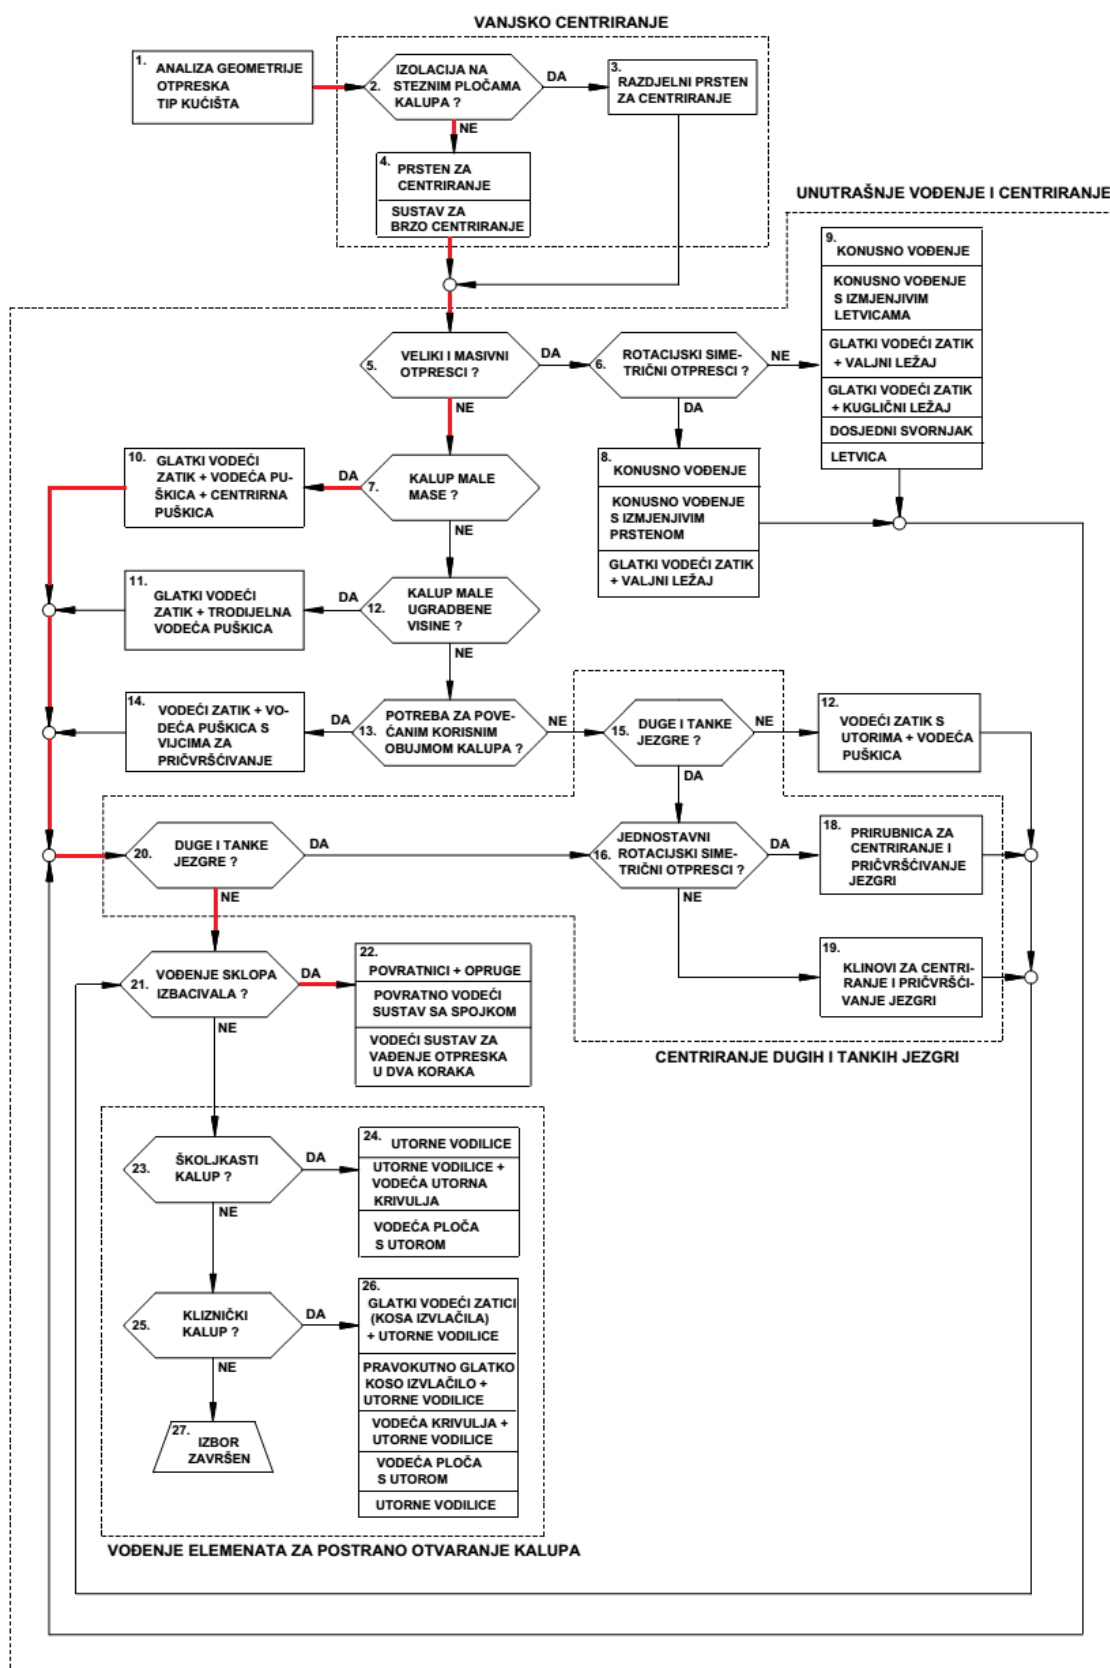 VANJSKO CENTRIRANJE
1. ANALIZA GEOMETRIJE
OTPRESKA
TIP KUĆIŠTA
IZOLACIJA NA
2. STEZNIM PLOČAMA
KALUPA ?
DA
3.
RAZDJELNI PRSTEN
ZA CENTRIRANJE
NE
4. PRSTEN ZA
CENTRIRANJE
SUSTAV ZA
BRZO CENTRIRANJE
UNUTRAŠNJE VOĐENJE I CENTRIRANJE
VELIKI I MASIVNI
5. OTPRESCI ?
DA
ROTACIJSKI SIME-
6. TRIČNI OTPRESCI ?
NE
9.
KONUSNO VOĐENJE
KONUSNO VOĐENJE
S IZMJENJIVIM
LETVICAMA
GLATKI VODEĆI ZATIK
+ VALJNI LEŽAJ
GLATKI VODEĆI ZATIK
+ KUGLIČNI LEŽAJ
DOSJEDNI SVORNJAK
LETVICA
NE
DA
8.
KONUSNO VOĐENJE
KONUSNO VOĐENJE
S IZMJENJIVIM
PRSTENOM
GLATKI VODEĆI ZATIK
+ VALJNI LEŽAJ
10. GLATKI VODEĆI
ZATIK + VODEĆA PU-
ŠKICA + CENTRIRNA
PUŠKICA
DA
KALUP MALE
7. MASE ?
NE
11.
GLATKI VODEĆI
ZATIK + TRODIJELNA
VODEĆA PUŠKICA
DA
KALUP MALE
12. UGRADBENE
VISINE ?
NE
14. VODEĆI ZATIK + VO-
DEĆA PUŠKICA S
VIJCIMA ZA
PRIČVRŠĆIVANJE
DA
POTREBA ZA POVE-
13. ĆANIM KORISNIM
OBUJMOM KALUPA ?
NE
DUGE I TANKE
15. JEZGRE ?
NE
12.
VODEĆI ZATIK S
UTORIMA + VODEĆA
PUŠKICA
DA
DUGE I TANKE
20. JEZGRE ?
DA
JEDNOSTAVNI
16. ROTACIJSKI SIME-
TRIČNI OTPRESCI ?
DA
18. PRIRUBNICA ZA
CENTRIRANJE I
PRIČVRŠĆIVANJE
JEZGRI
NE
NE
19.
KLINOVI ZA CENTRI-
RANJE I PRIČVRŠĆI-
VANJE JEZGRI
VOĐENJE SKLOPA
21. IZBACIVALA ?
DA
22.
POVRATNICI + OPRUGE
POVRATNO VODEĆI
SUSTAV SA SPOJKOM
VODEĆI SUSTAV ZA
VAĐENJE OTPRESKA
U DVA KORAKA
NE
CENTRIRANJE DUGIH I TANKIH JEZGRI
ŠKOLJKASTI
23. KALUP ?
DA
24.
UTORNE VODILICE
UTORNE VODILICE +
VODEĆA UTORNA
KRIVULJA
VODEĆA PLOČA
S UTOROM
NE
KLIZNIČKI
25. KALUP ?
DA
26.
GLATKI VODEĆI ZATICI
(KOSA IZVLAČILA)
+ UTORNE VODILICE
PRAVOKUTNO GLATKO
KOSO IZVLAČILO +
UTORNE VODILICE
VODEĆA KRIVULJA +
UTORNE VODILICE
VODEĆA PLOČA
S UTOROM
UTORNE VODILICE
NE
27.
IZBOR
ZAVRŠEN
VOĐENJE ELEMENATA ZA POSTRANO OTVARANJE KALUPA